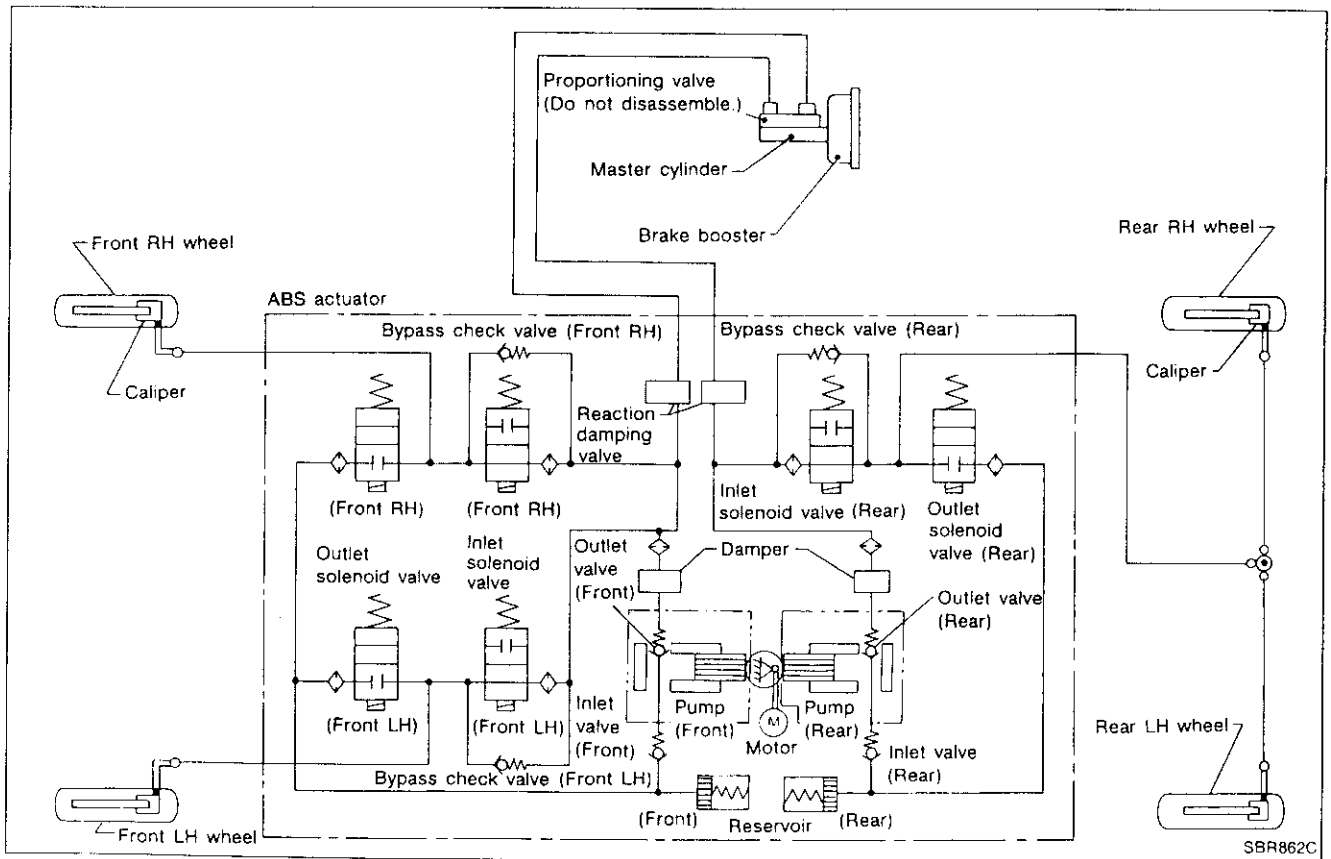 Proportioning valve
(Do not disassemble.)
Master cylinder
Brake booster
Front RH wheel
Rear RH wheel
ABS actuator
Bypass check valve (Front RH)
Bypass check valve (Rear)
Caliper
Caliper
Reaction
damping
valve
(Front RH)
(Front RH)
Inlet
solenoid valve (Rear)
Outlet
solenoid
valve (Rear)
Outlet
solenoid valve
Inlet
solenoid
valve
Outlet
valve
(Front)
Damper
Outlet valve
(Rear)
(Front LH)
(Front LH)
Inlet
valve
(Front)
Pump
(Front)
M
Motor
Pump
(Rear)
Inlet valve
(Rear)
Rear LH wheel
Bypass check valve (Front LH)
(Front)
Reservoir
(Rear)
Front LH wheel
SBR862C